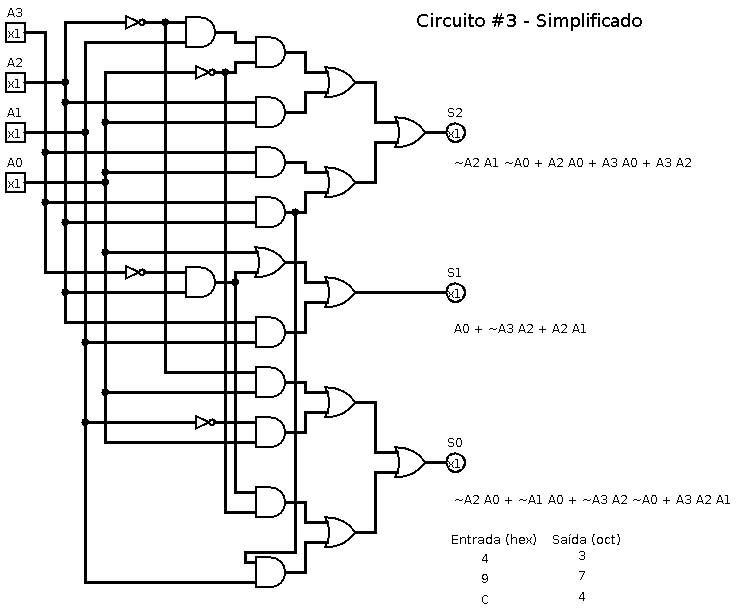 Circuito #3 - Simplificado
A3
x1
A2
x1
A1
x1
A0
x1
S2
x1
~A2 A1 ~A0 + A2 A0 + A3 A0 + A3 A2
S1
x1
A0 + ~A3 A2 + A2 A1
S0
x1
~A2 A0 + ~A1 A0 + ~A3 A2 ~A0 + A3 A2 A1
Entrada (hex) Saída (oct)
4 3
9 7
C 4